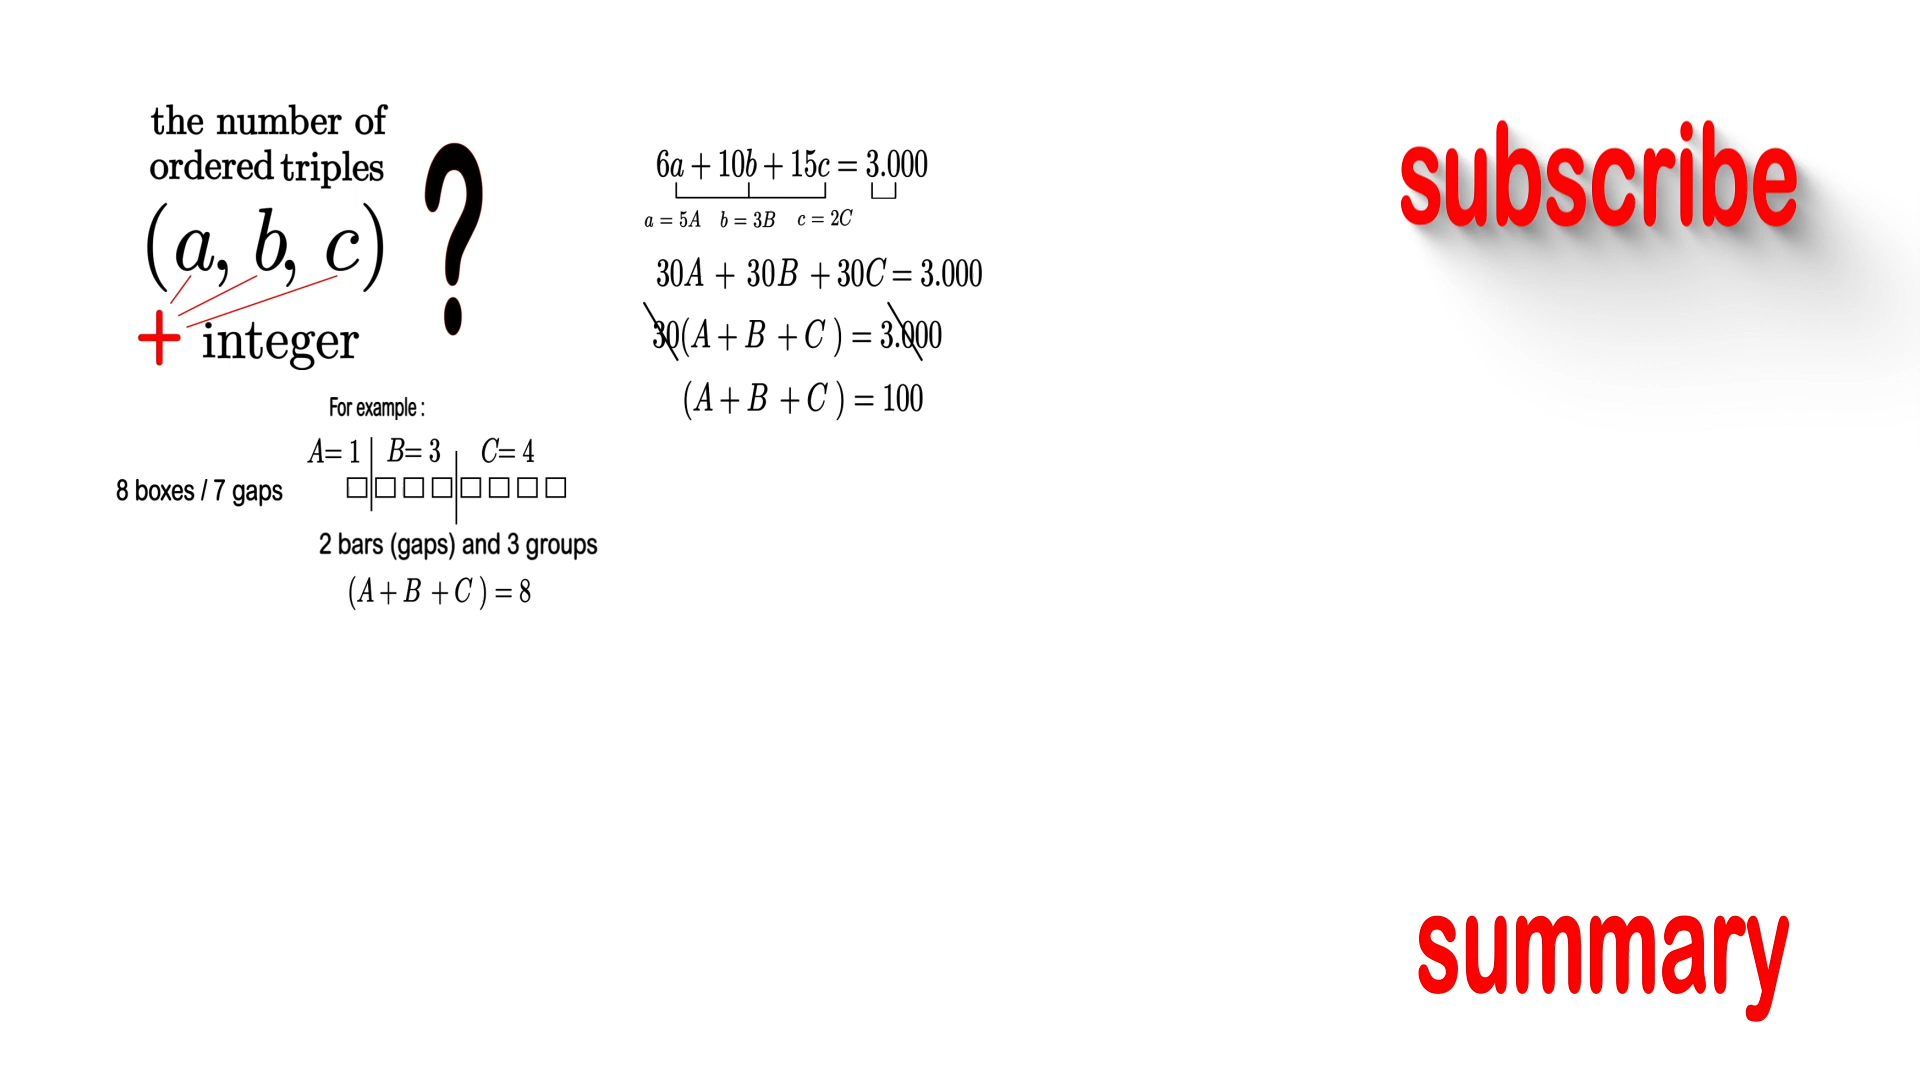 the number of
ordered triples
(a, b, c)
?
+ integer
For example :
A= 1 | B= 3 | C= 4
8 boxes / 7 gaps
2 bars (gaps) and 3 groups
(A + B + C ) = 8
6a + 10b + 15c = 3.000
a = 5A b = 3B c = 2C
30A + 30B + 30C = 3.000
30(A + B + C ) = 3.000
(A + B + C ) = 100
subscribe
summary